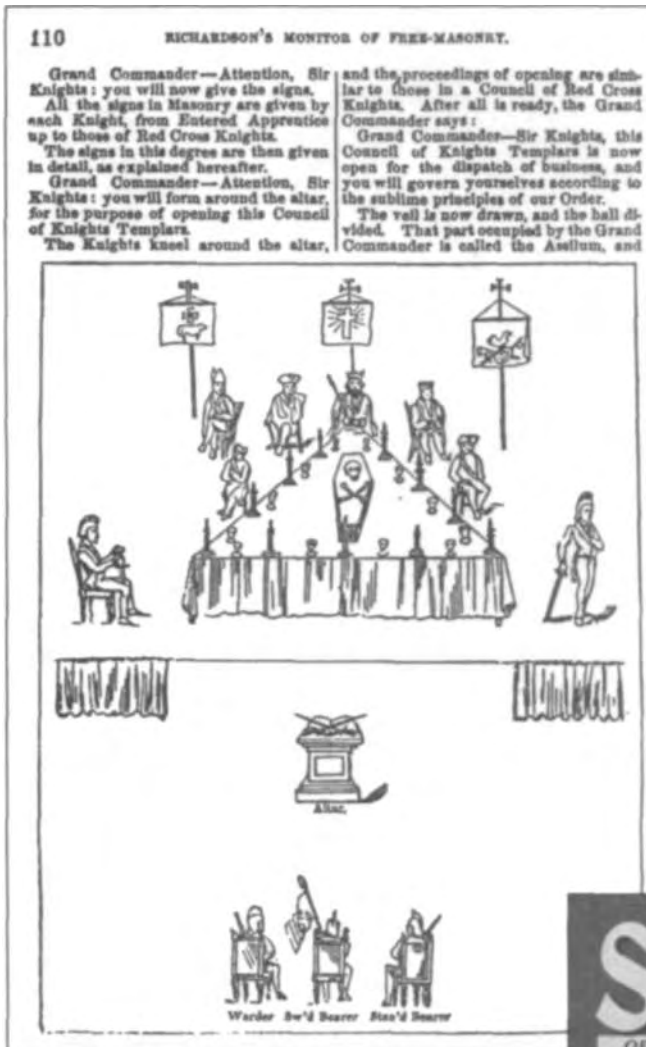 110
RICHARDSON'S MONITOR OF FREE-MASONRY.
Grand Commander—Attention, Sir
Knights: you will now give the signs.
All the signs in Masonry are given by
each Knight, from Entered Apprentice
up to those of Red Cross Knights.
The signs in this degree are then given
in detail, as explained hereafter.
Grand Commander—Attention, Sir
Knights: you will form around the altar,
for the purpose of opening this Council
of Knights Templars.
The Knights kneel around the altar,
and the proceedings of opening are simi-
lar to those in a Council of Red Cross
Knights. After all is ready, the Grand
Commander says:
Grand Commander—Sir Knights, this
Council of Knights Templars is now
open for the dispatch of business, and
you will govern yourselves according to
the sublime principles of our Order.
The veil is now drawn, and the hall di-
vided. That part occupied by the Grand
Commander is called the Assilum, and
Altar.
Warder Sw'd Bearer Stan'd Bearer